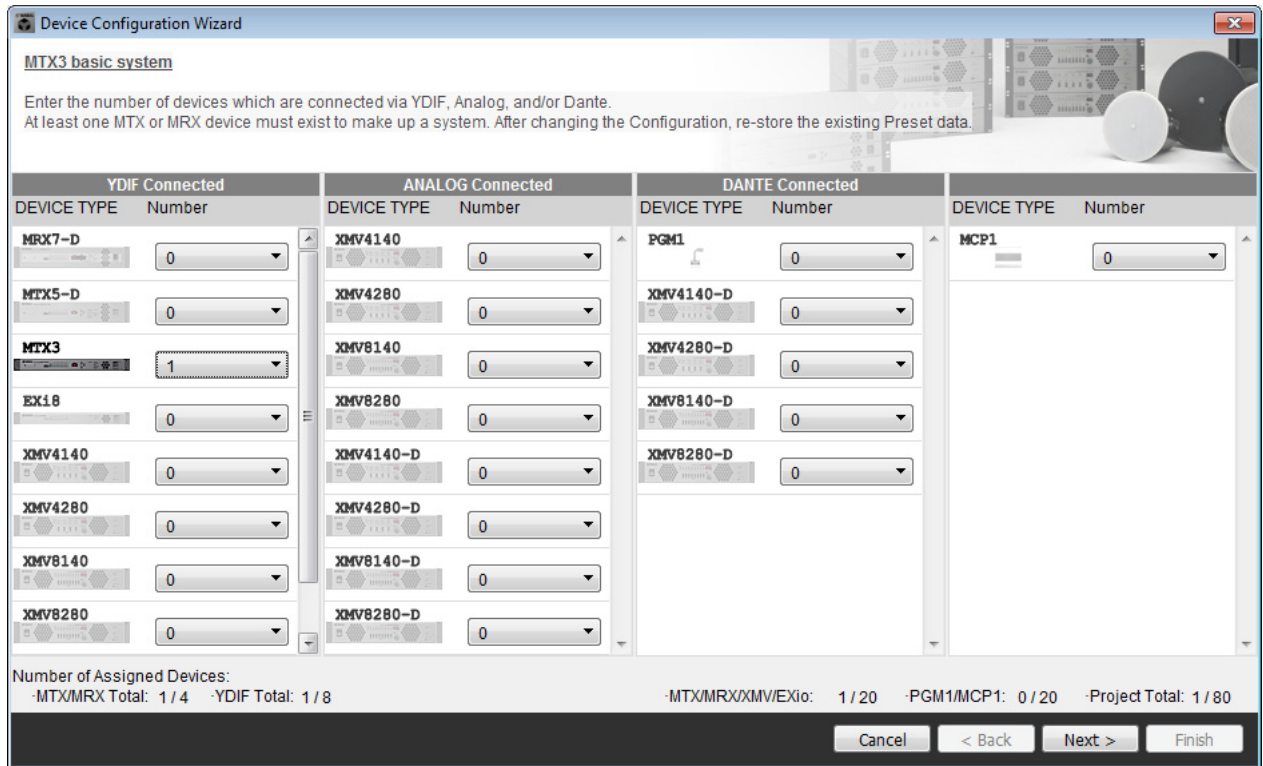 Device Configuration Wizard
MTX3 basic system
Enter the number of devices which are connected via YDIF, Analog, and/or Dante.
At least one MTX or MRX device must exist to make up a system. After changing the Configuration, re-store the existing Preset data.
YDIF Connected ANALOG Connected DANTE Connected
DEVICE TYPE Number DEVICE TYPE Number DEVICE TYPE Number DEVICE TYPE Number
MRX7-D 0 XMV4140 0 PGM1 0 MCP1 0
MTX5-D 0 XMV4280 0 XMV4140-D 0
MTX3 1 XMV8140 0 XMV4280-D 0
EXi8 0 XMV8280 0 XMV8140-D 0
XMV4140 0 XMV4140-D 0 XMV8280-D 0
XMV4280 0 XMV4280-D 0
XMV8140 0 XMV8140-D 0
XMV8280 0 XMV8280-D 0
Number of Assigned Devices:
-MTX/MRX Total: 1 / 4 -YDIF Total: 1 / 8 -MTX/MRX/XMV/EXio: 1 / 20 -PGM1/MCP1: 0 / 20 -Project Total: 1 / 80
Cancel < Back Next > Finish